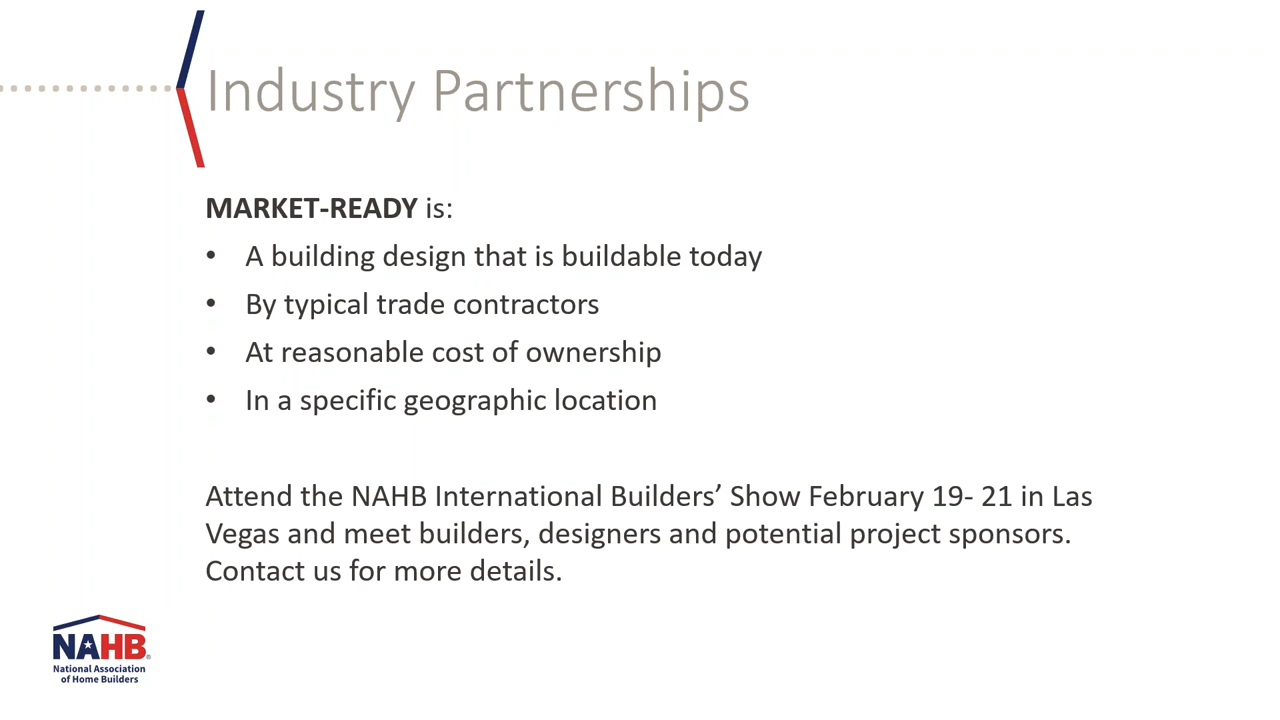 Industry Partnerships
MARKET-READY is:
• A building design that is buildable today
• By typical trade contractors
• At reasonable cost of ownership
• In a specific geographic location
Attend the NAHB International Builders’ Show February 19- 21 in Las
Vegas and meet builders, designers and potential project sponsors.
Contact us for more details.
NAHB®
National Association
of Home Builders